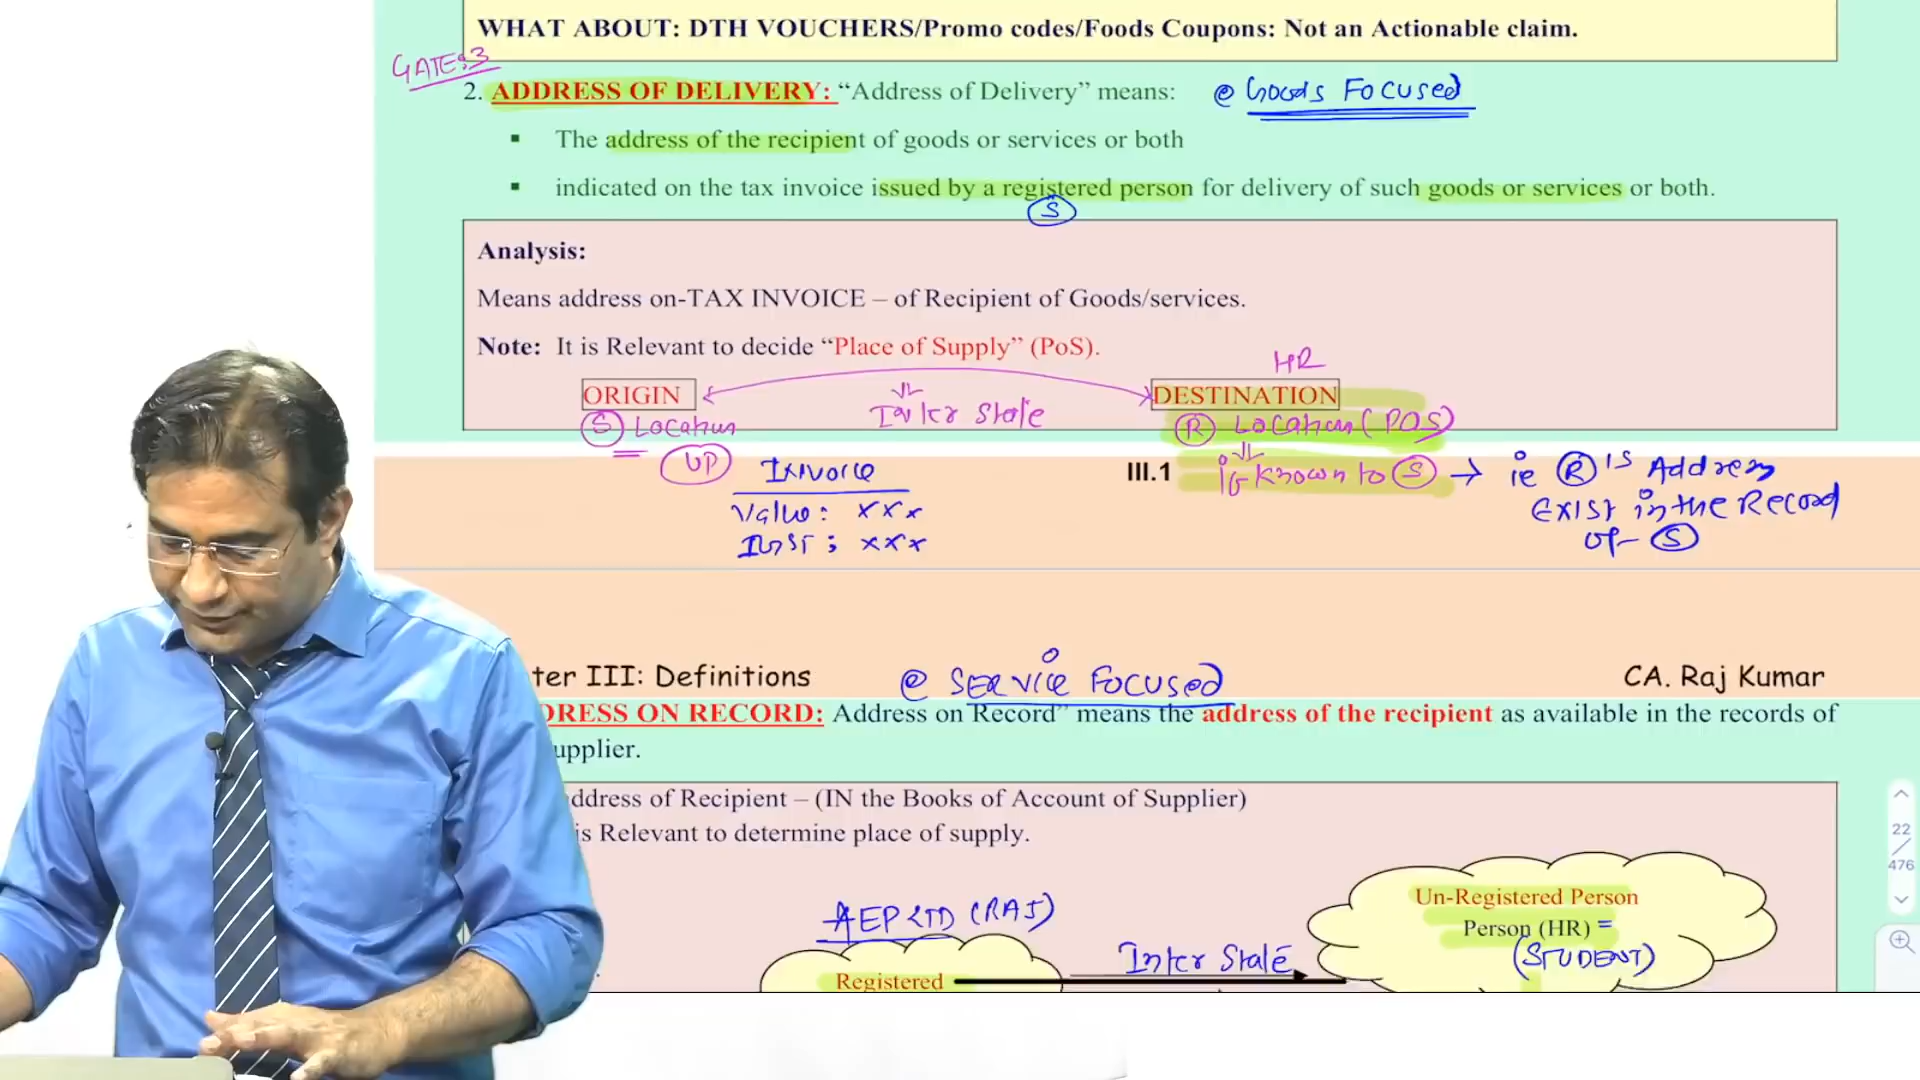 WHAT ABOUT: DTH VOUCHERS/Promo codes/Foods Coupons: Not an Actionable claim.
GATE:3
2. ADDRESS OF DELIVERY: “Address of Delivery” means: @ Goods Focused
▪ The address of the recipient of goods or services or both
▪ indicated on the tax invoice issued by a registered person for delivery of such goods or services or both.
S
Analysis:
Means address on-TAX INVOICE – of Recipient of Goods/services.
Note: It is Relevant to decide “Place of Supply” (PoS).
HR
ORIGIN DESTINATION
S Location Inter State R Location (POS)
UP Invoice III.1 if known to S → ie R 's Address
Value: xxx Exist in the Record
IGST: xxx of S
ter III: Definitions @ SERVICE FOCUSED CA. Raj Kumar
DRESS ON RECORD: Address on Record” means the address of the recipient as available in the records of
upplier.
ddress of Recipient – (IN the Books of Account of Supplier)
is Relevant to determine place of supply.
22
/
476
Un-Registered Person
Person (HR) =
(STUDENT)
(RAJ)
Inter State
Registered